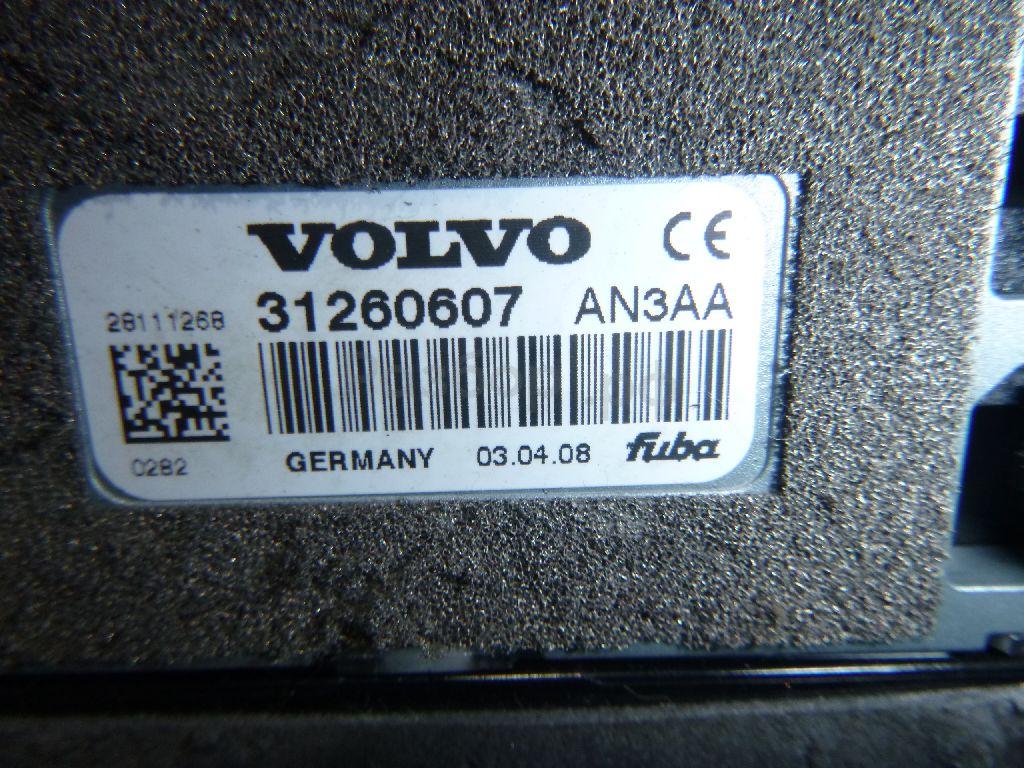 VOLVO CE
28111268 31260607 AN3AA
0282 GERMANY 03.04.08 fuba